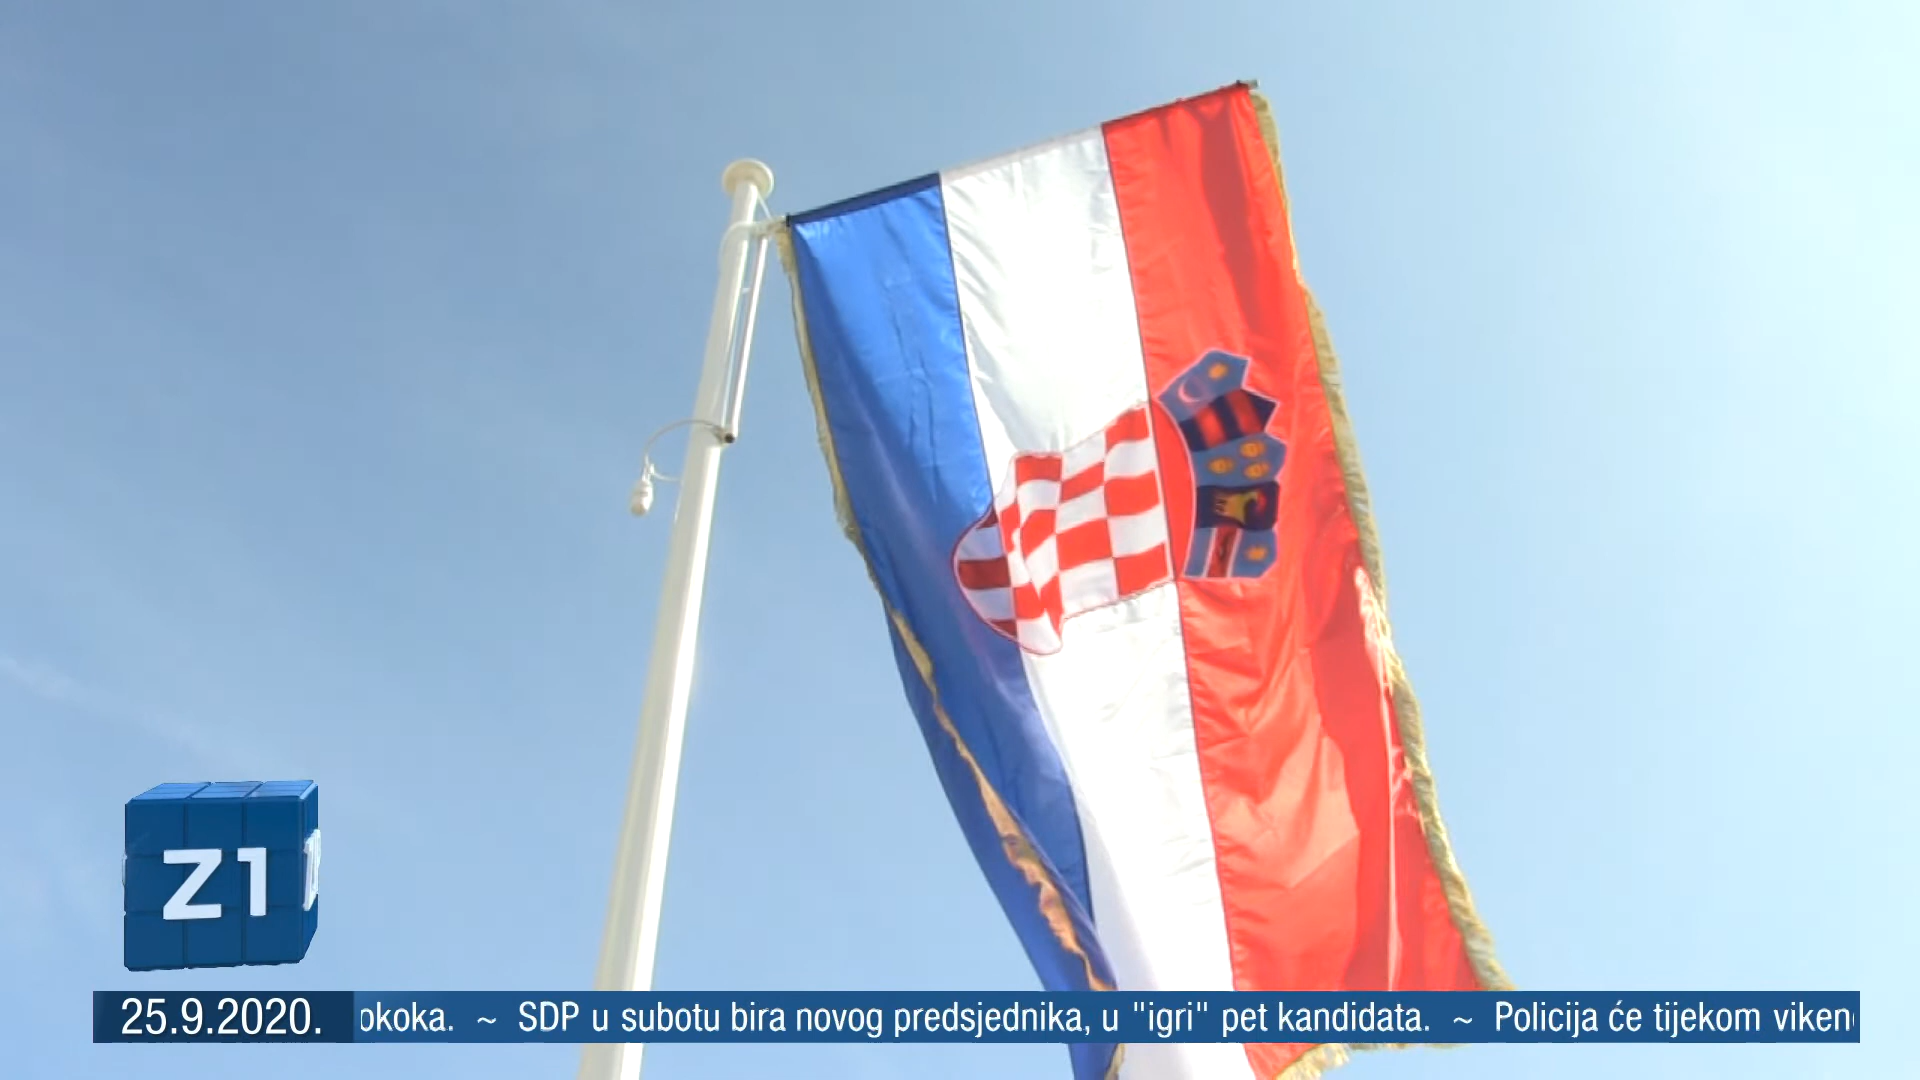 Z1
25.9.2020.
okoka. ~ SDP u subotu bira novog predsjednika, u "igri" pet kandidata. ~ Policija će tijekom viken